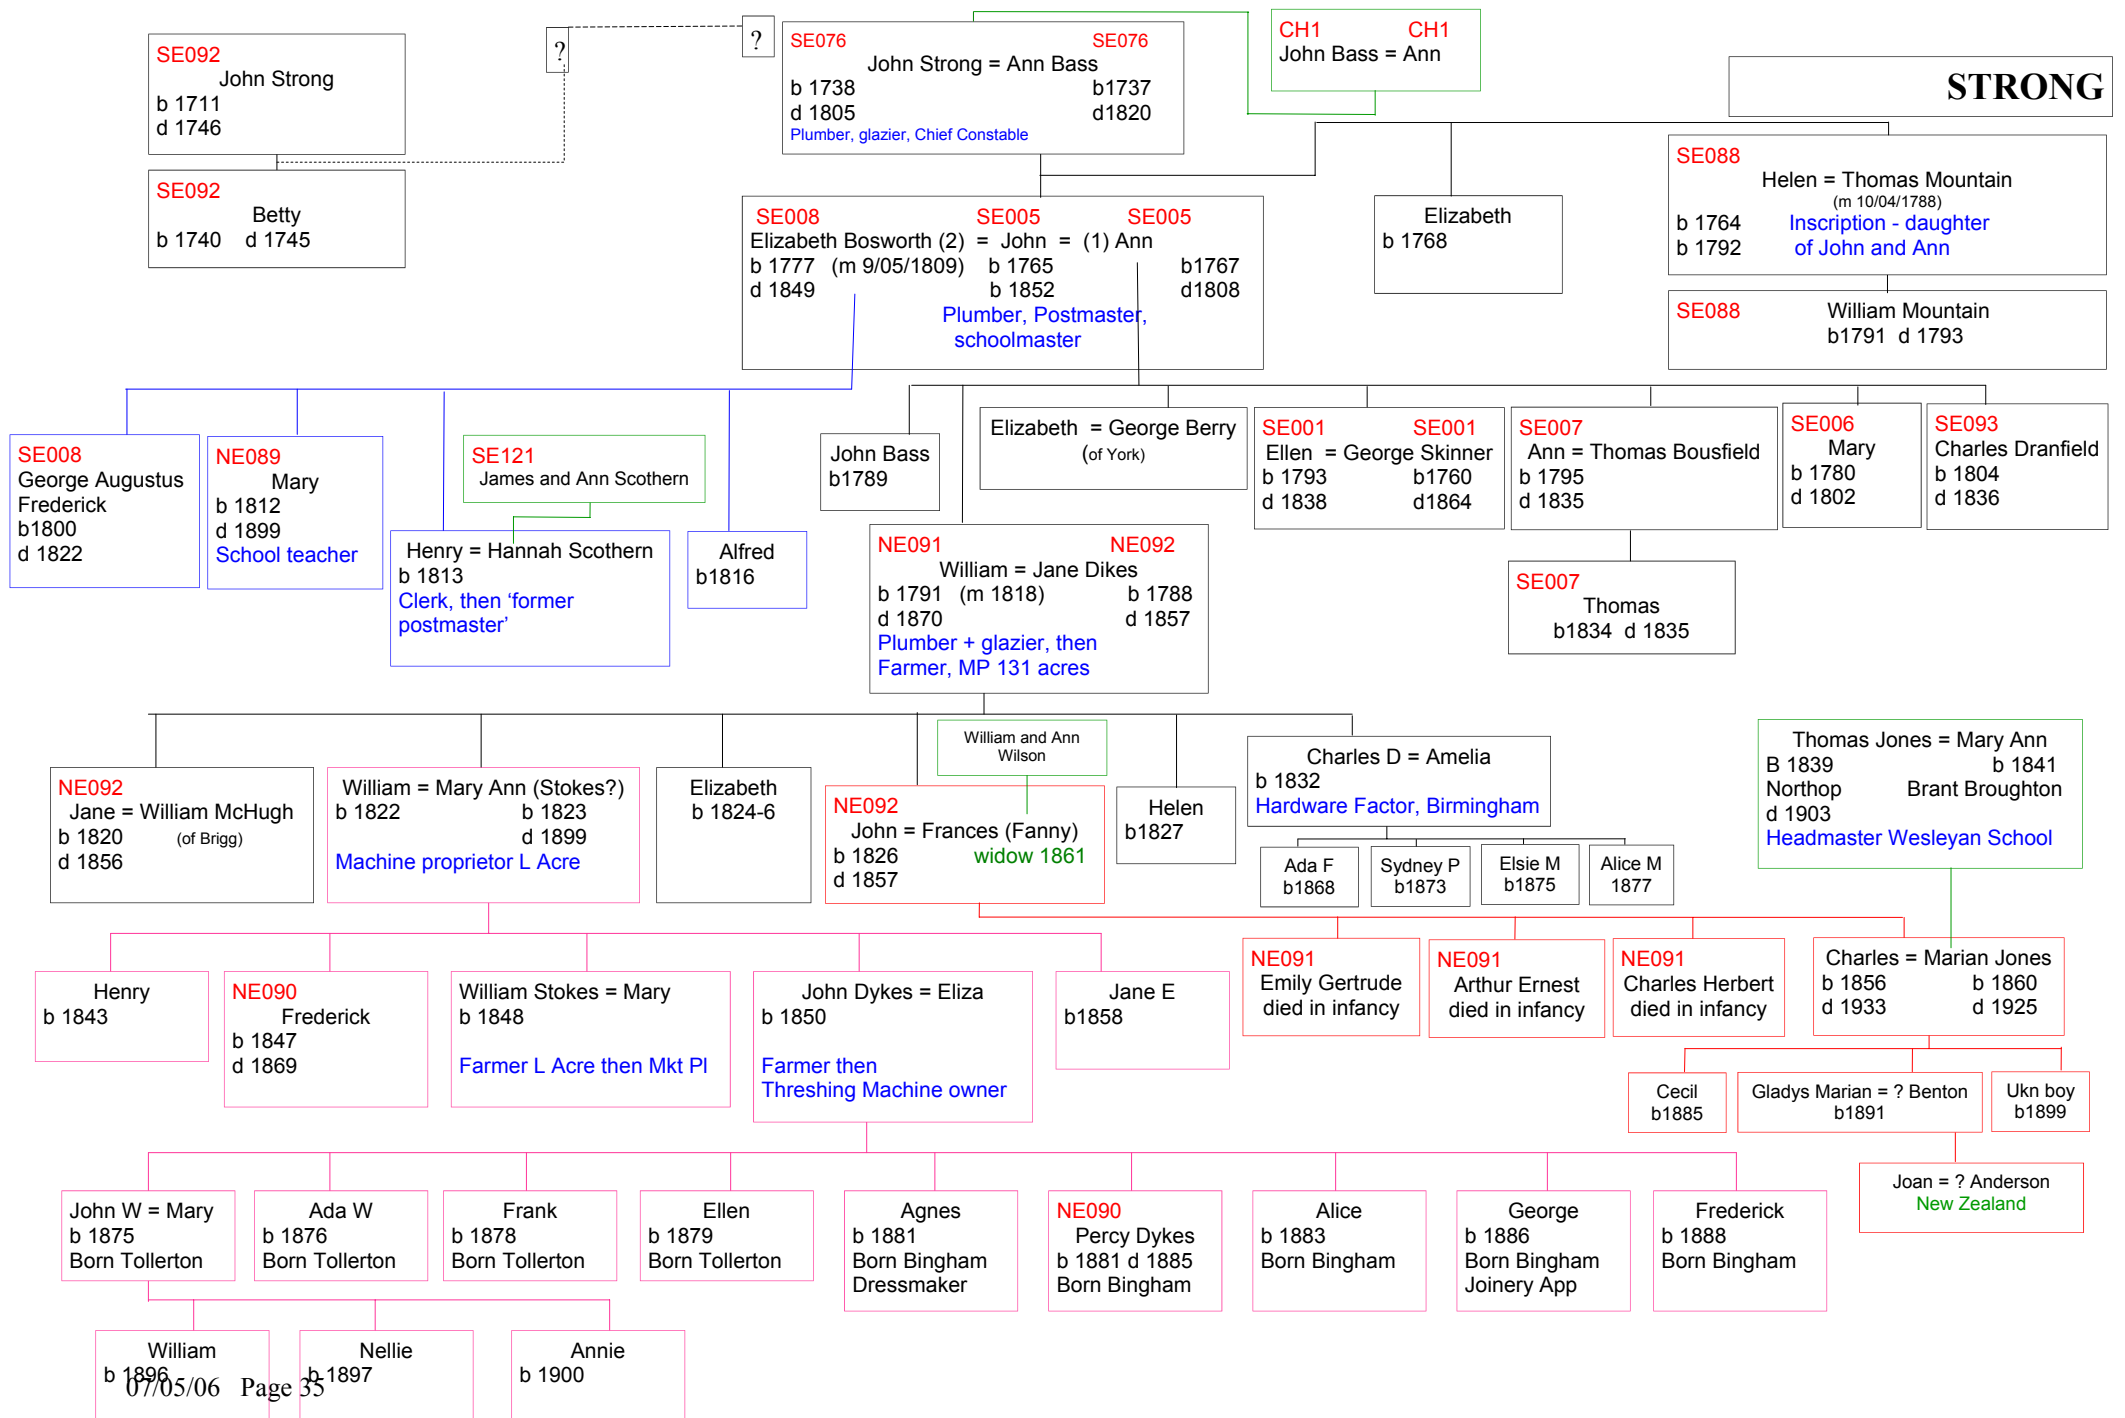 STRONG
SE092
John Strong
b 1711
d 1746
SE092
Betty
b 1740 d 1745
?
?
SE076 SE076
John Strong = Ann Bass
b 1738 b1737
d 1805 d1820
Plumber, glazier, Chief Constable
CH1 CH1
John Bass = Ann
SE008 SE005 SE005
Elizabeth Bosworth (2) = John = (1) Ann
b 1777 (m 9/05/1809) b 1765 b1767
d 1849 b 1852 d1808
Plumber, Postmaster,
schoolmaster
Elizabeth
b 1768
SE088
Helen = Thomas Mountain
(m 10/04/1788)
b 1764 Inscription - daughter
b 1792 of John and Ann
SE088 William Mountain
b1791 d 1793
SE008
George Augustus
Frederick
b1800
d 1822
NE089
Mary
b 1812
d 1899
School teacher
SE121
James and Ann Scothern
Henry = Hannah Scothern
b 1813
Clerk, then ‘former
postmaster’
Alfred
b1816
John Bass
b1789
Elizabeth = George Berry
(of York)
SE001 SE001
Ellen = George Skinner
b 1793 b1760
d 1838 d1864
SE007
Ann = Thomas Bousfield
b 1795
d 1835
SE006
Mary
b 1780
d 1802
SE093
Charles Dranfield
b 1804
d 1836
SE007
Thomas
b1834 d 1835
NE091 NE092
William = Jane Dikes
b 1791 (m 1818) b 1788
d 1870 d 1857
Plumber + glazier, then
Farmer, MP 131 acres
NE092
Jane = William McHugh
b 1820 (of Brigg)
d 1856
William = Mary Ann (Stokes?)
b 1822 b 1823
d 1899
Machine proprietor L Acre
Elizabeth
b 1824-6
William and Ann
Wilson
NE092
John = Frances (Fanny)
b 1826 widow 1861
d 1857
Helen
b1827
Charles D = Amelia
b 1832
Hardware Factor, Birmingham
Ada F
b1868
Sydney P
b1873
Elsie M
b1875
Alice M
1877
Thomas Jones = Mary Ann
B 1839 b 1841
Northop Brant Broughton
d 1903
Headmaster Wesleyan School
Henry
b 1843
NE090
Frederick
b 1847
d 1869
William Stokes = Mary
b 1848
Farmer L Acre then Mkt Pl
John Dykes = Eliza
b 1850
Farmer then
Threshing Machine owner
Jane E
b1858
NE091
Emily Gertrude
died in infancy
NE091
Arthur Ernest
died in infancy
NE091
Charles Herbert
died in infancy
Charles = Marian Jones
b 1856 b 1860
d 1933 d 1925
Cecil
b1885
Gladys Marian = ? Benton
b1891
Ukn boy
b1899
Joan = ? Anderson
New Zealand
John W = Mary
b 1875
Born Tollerton
Ada W
b 1876
Born Tollerton
Frank
b 1878
Born Tollerton
Ellen
b 1879
Born Tollerton
Agnes
b 1881
Born Bingham
Dressmaker
NE090
Percy Dykes
b 1881 d 1885
Born Bingham
Alice
b 1883
Born Bingham
George
b 1886
Born Bingham
Joinery App
Frederick
b 1888
Born Bingham
William
b 1896
Nellie
b 1897
Annie
b 1900
07/05/06 Page 35